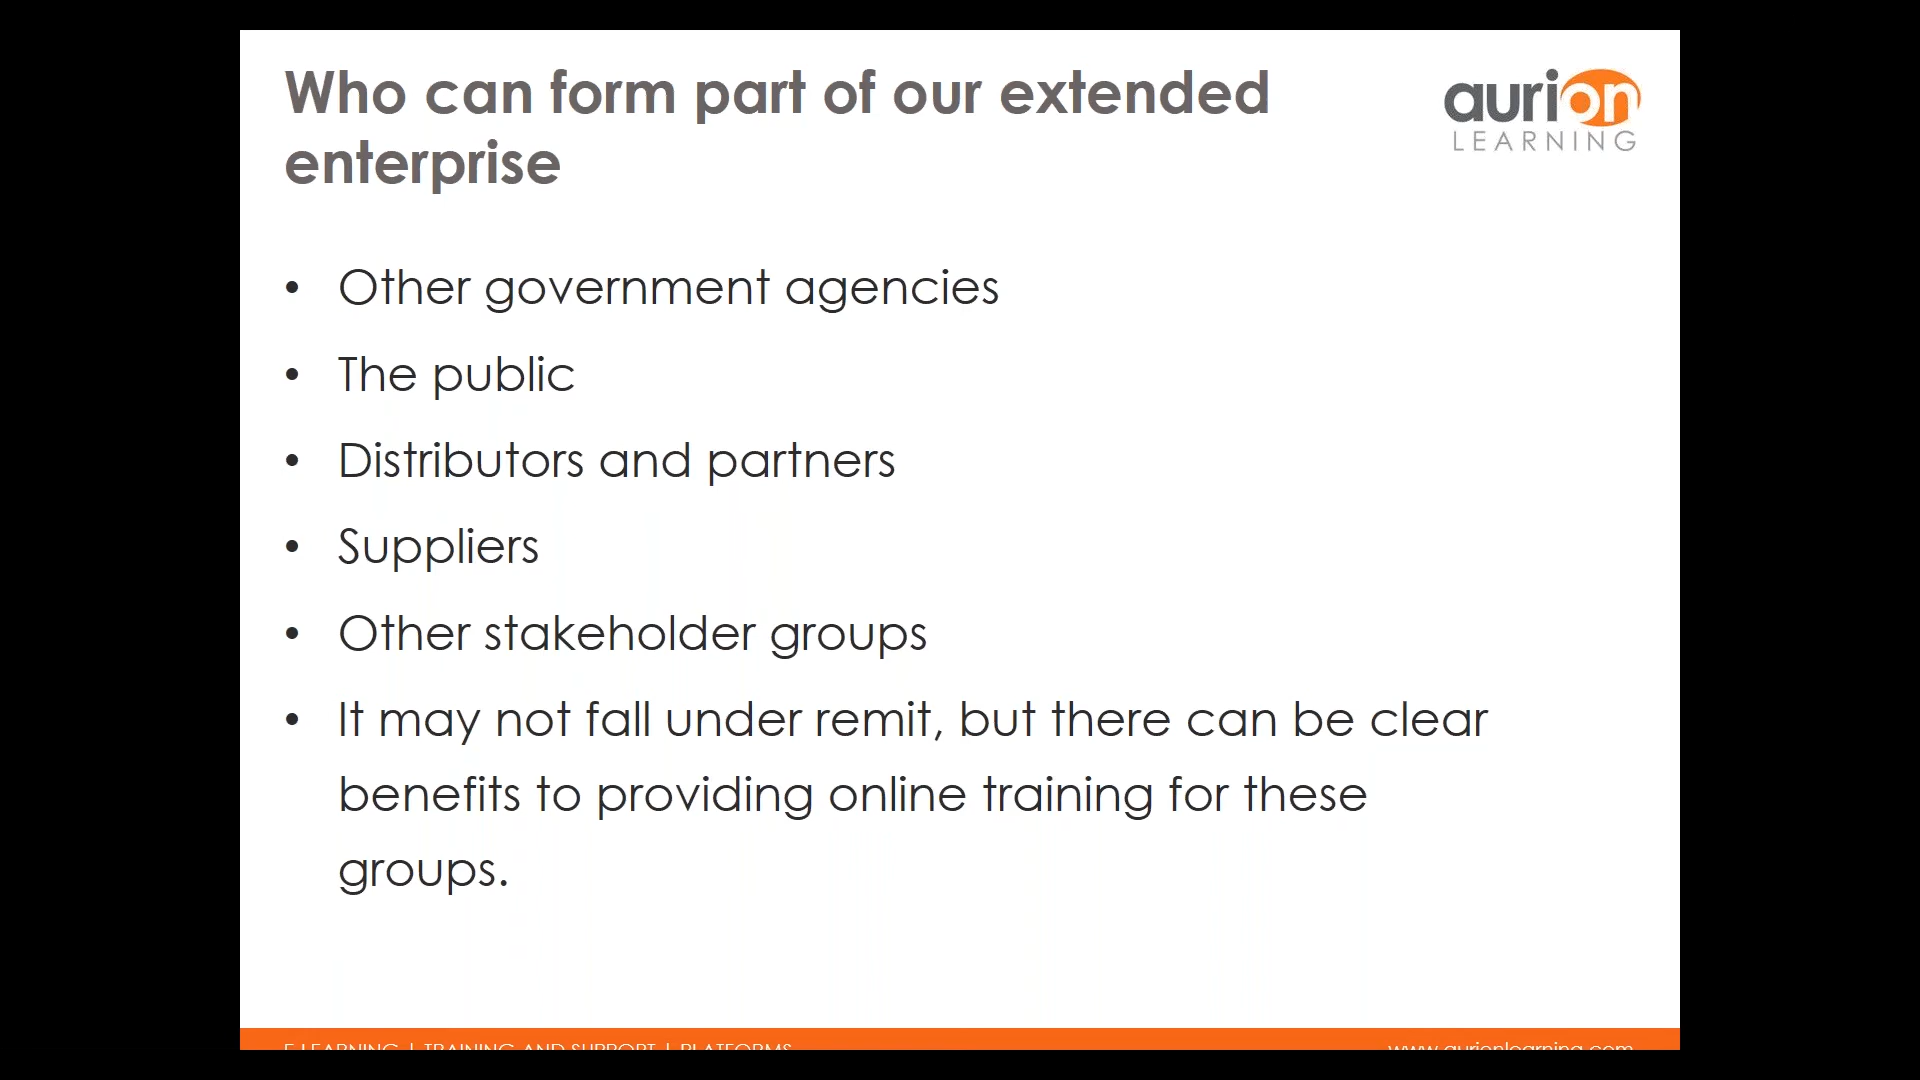 Who can form part of our extended
enterprise
aurion
LEARNING
• Other government agencies
• The public
• Distributors and partners
• Suppliers
• Other stakeholder groups
• It may not fall under remit, but there can be clear
benefits to providing online training for these
groups.
E-LEARNING | TRAINING AND SUPPORT | PLATFORMS
www.aurionlearning.com